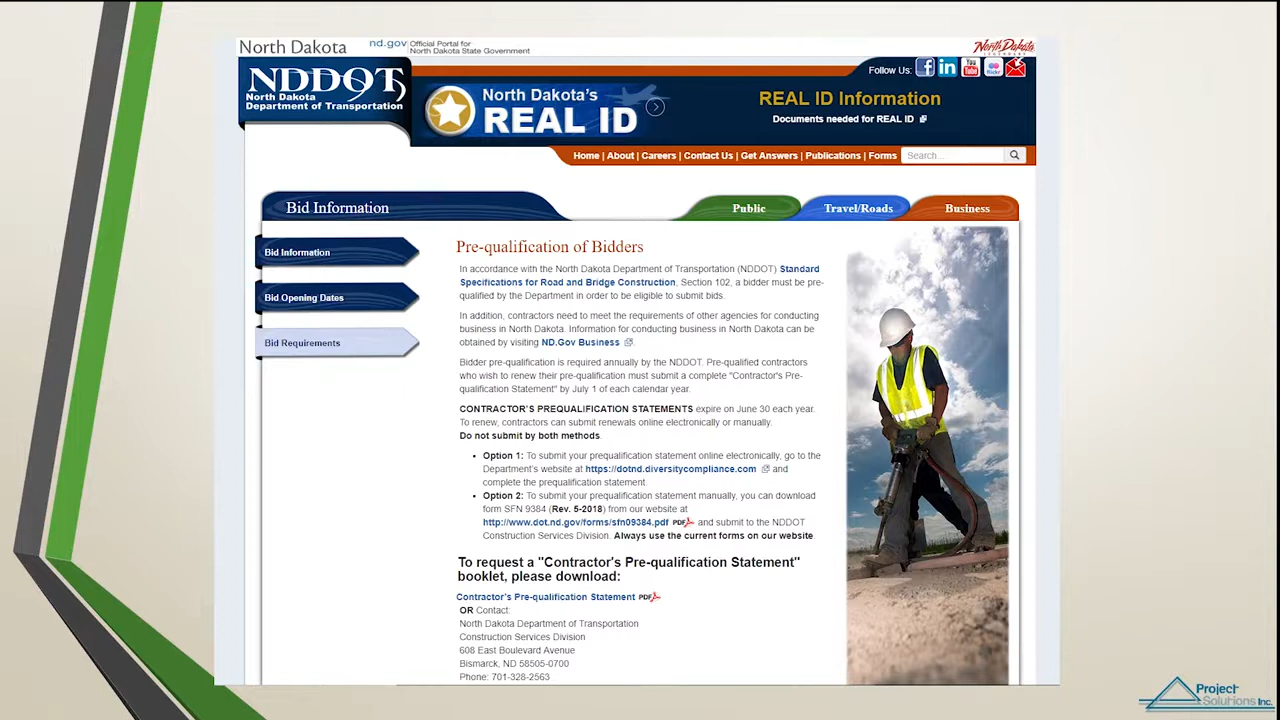 North Dakota nd.gov Official Portal for
North Dakota State Government
North Dakota
LEGENDARY
NDDOT
North Dakota
Department of Transportation
North Dakota's
REAL ID
Follow Us:
You Tube
flickr
REAL ID Information
Documents needed for REAL ID
Home | About | Careers | Contact Us | Get Answers | Publications | Forms
Search...
Bid Information
Public
Travel/Roads
Business
Bid Information
Bid Opening Dates
Bid Requirements
Pre-qualification of Bidders
In accordance with the North Dakota Department of Transportation (NDDOT) Standard
Specifications for Road and Bridge Construction, Section 102, a bidder must be pre-
qualified by the Department in order to be eligible to submit bids.
In addition, contractors need to meet the requirements of other agencies for conducting
business in North Dakota. Information for conducting business in North Dakota can be
obtained by visiting ND.Gov Business.
Bidder pre-qualification is required annually by the NDDOT. Pre-qualified contractors
who wish to renew their pre-qualification must submit a complete "Contractor's Pre-
qualification Statement" by July 1 of each calendar year.
CONTRACTOR'S PREQUALIFICATION STATEMENTS expire on June 30 each year.
To renew, contractors can submit renewals online electronically or manually.
Do not submit by both methods.
• Option 1: To submit your prequalification statement online electronically, go to the
Department's website at https://dotnd.diversitycompliance.com and
complete the prequalification statement.
• Option 2: To submit your prequalification statement manually, you can download
form SFN 9384 (Rev. 5-2018) from our website at
http://www.dot.nd.gov/forms/sfn09384.pdf PDF and submit to the NDDOT
Construction Services Division. Always use the current forms on our website.
To request a "Contractor's Pre-qualification Statement"
booklet, please download:
Contractor's Pre-qualification Statement PDF
OR Contact:
North Dakota Department of Transportation
Construction Services Division
608 East Boulevard Avenue
Bismarck, ND 58505-0700
Phone: 701-328-2563
Project
Solutions Inc.